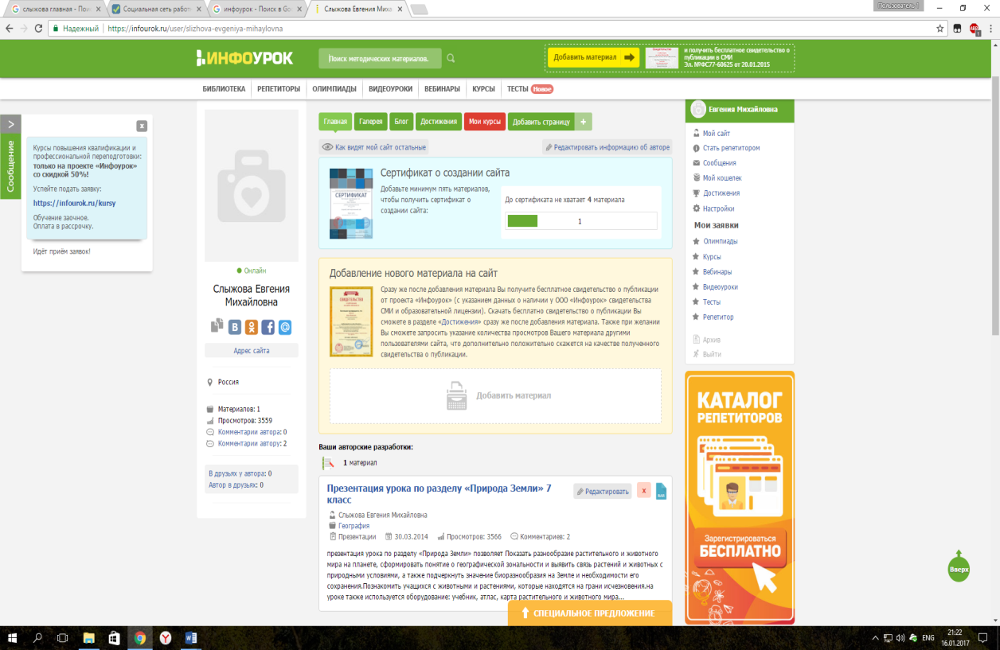 слыжова главная - Пои
Социальная сеть работ
инфоурок - Поиск в Go
Слыжова Евгения Миха
Пользователь 1
Надежный
https://infourok.ru/user/slizhova-evgeniya-mihaylovna
ИНФОУРОК
Поиск методических материалов.
Добавить материал
и получить бесплатное свидетельство о
публикации в СМИ
Эл. №ФС77-60625 от 20.01.2015
БИБЛИОТЕКА РЕПЕТИТОРЫ ОЛИМПИАДЫ ВИДЕОУРОКИ ВЕБИНАРЫ КУРСЫ ТЕСТЫ Новое
Сообщение
x
Курсы повышения квалификации и
профессиональной переподготовки:
только на проекте «Инфоурок»
со скидкой 50%!
Успейте подать заявку:
https://infourok.ru/kursy
Обучение заочное.
Оплата в рассрочку.
Идёт приём заявок!
Онлайн
Слыжова Евгения
Михайловна
Адрес сайта
Россия
Материалов: 1
Просмотров: 3559
Комментарии автора: 0
Комментарии автору: 2
В друзьях у автора: 0
Автор в друзьях: 0
Главная Галерея Блог Достижения Мои курсы Добавить страницу +
Как видят мой сайт остальные
Редактировать информацию об авторе
СЕРТИФИКАТ
Сертификат о создании сайта
Добавьте минимум пять материалов,
чтобы получить сертификат о
создании сайта:
До сертификата не хватает 4 материала
1
Добавление нового материала на сайт
Сразу же после добавления материала Вы получите бесплатное свидетельство о публикации
от проекта «Инфоурок» (с указанием данных о наличии у ООО «Инфоурок» свидетельства
СМИ и образовательной лицензии). Скачать бесплатно свидетельство о публикации Вы
сможете в разделе «Достижения» сразу же после добавления материала. Также при желании
Вы сможете запросить указание количества просмотров Вашего материала другими
пользователями сайта, что дополнительно положительно скажется на качестве полученного
свидетельства о публикации.
Добавить материал
Ваши авторские разработки:
1 материал
Презентация урока по разделу «Природа Земли» 7
класс
Редактировать
x
Слыжова Евгения Михайловна
География
Презентации 30.03.2014 Просмотров: 3566 Комментариев: 2
презентация урока по разделу «Природа Земли» позволяет Показать разнообразие растительного и животного
мира на планете, сформировать понятие о географической зональности и выявить связь растений и животных с
природными условиями, а также подчеркнуть значение биоразнообразия на Земле и необходимости его
сохранения.Познакомить учащихся с животными и растениями, которые находятся на грани исчезновения.на
уроке также используется оборудование: учебник, атлас, карта растительного и животного мира...
СПЕЦИАЛЬНОЕ ПРЕДЛОЖЕНИЕ
Евгения Михайловна
Мой сайт
Стать репетитором
Сообщения
Мой кошелек
Достижения
Настройки
Мои заявки
Олимпиады
Курсы
Вебинары
Видеоуроки
Тесты
Репетитор
Архив
Выйти
КАТАЛОГ
РЕПЕТИТОРОВ
Зарегистрироваться
БЕСПЛАТНО
Вверх
ENG
21:22
16.01.2017